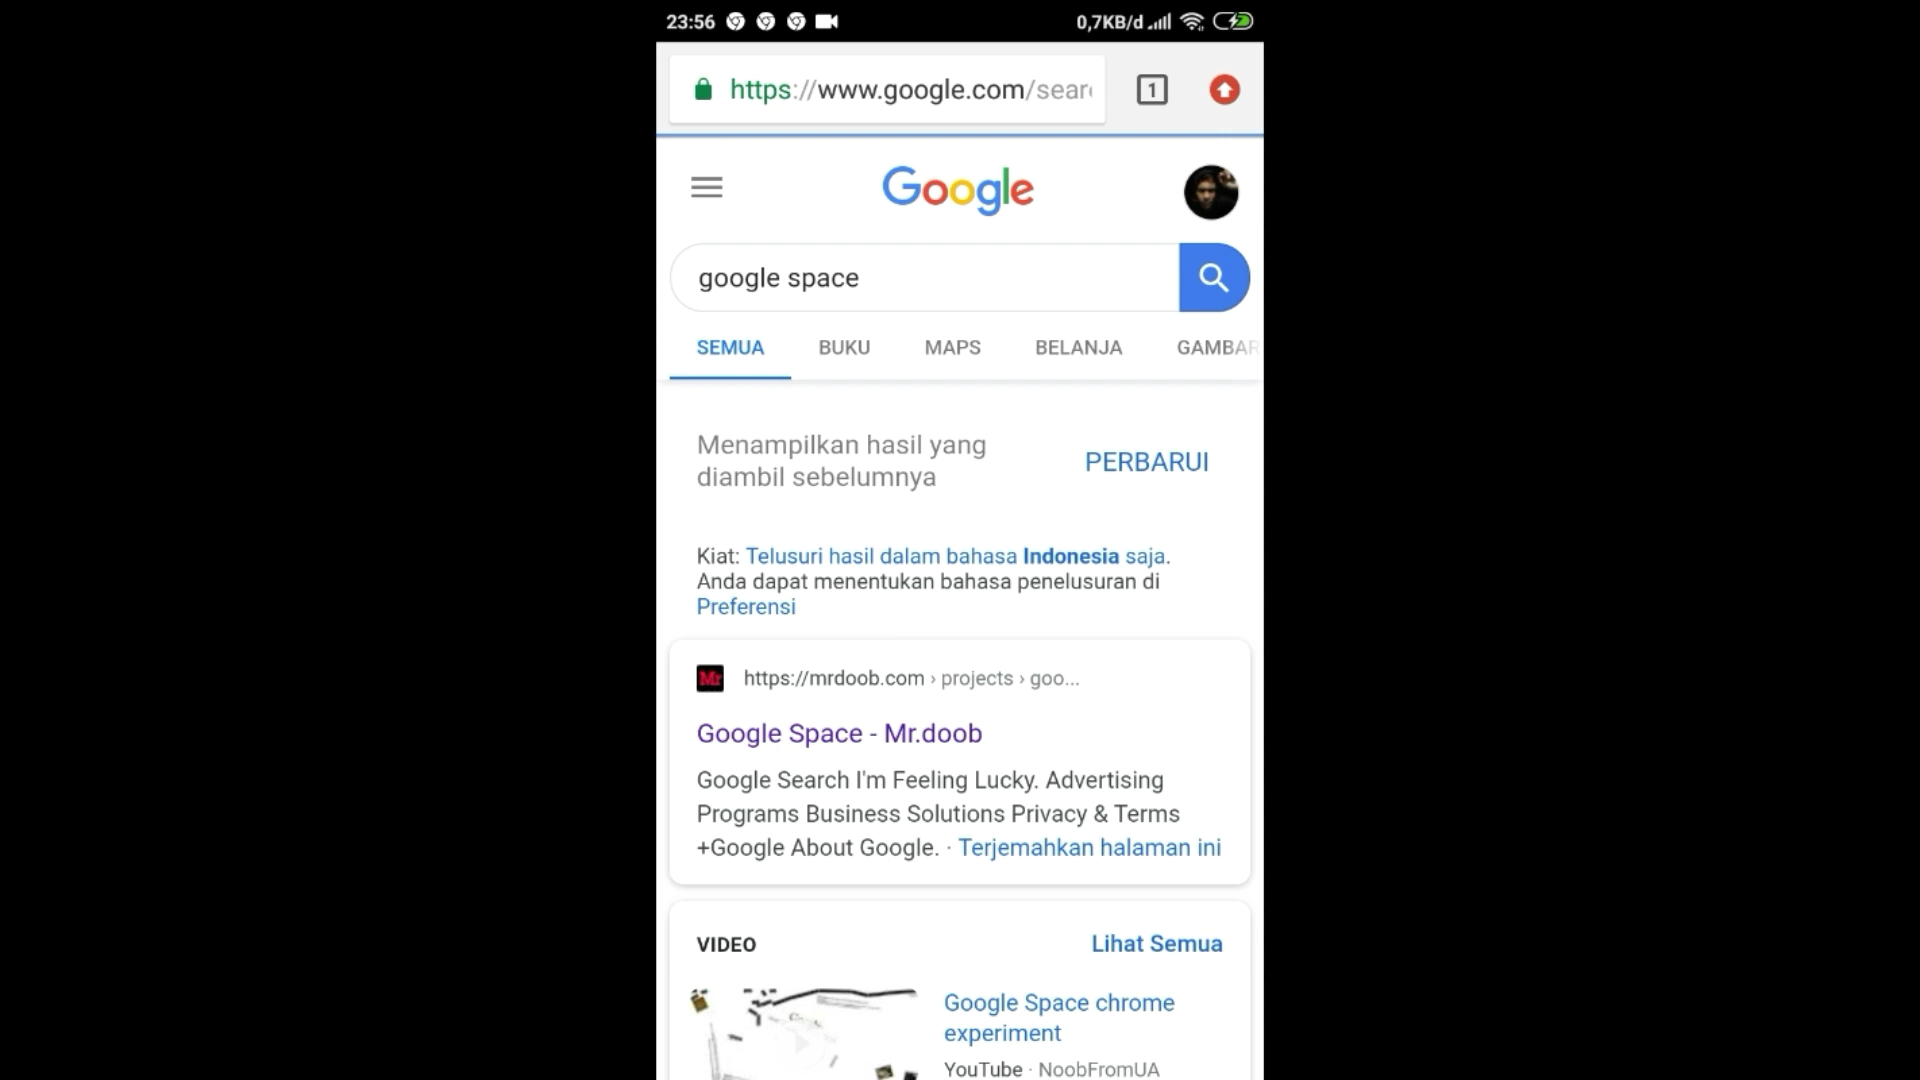 23:56
0,7KB/d
https://www.google.com/sear
1
Google
google space
SEMUA BUKU MAPS BELANJA GAMBAR
Menampilkan hasil yang
diambil sebelumnya
PERBARUI
Kiat: Telusuri hasil dalam bahasa Indonesia saja.
Anda dapat menentukan bahasa penelusuran di
Preferensi
Mr
https://mrdoob.com › projects › goo...
Google Space - Mr.doob
Google Search I'm Feeling Lucky. Advertising
Programs Business Solutions Privacy & Terms
+Google About Google. · Terjemahkan halaman ini
VIDEO
Lihat Semua
Google Space chrome
experiment
YouTube · NoobFromUA